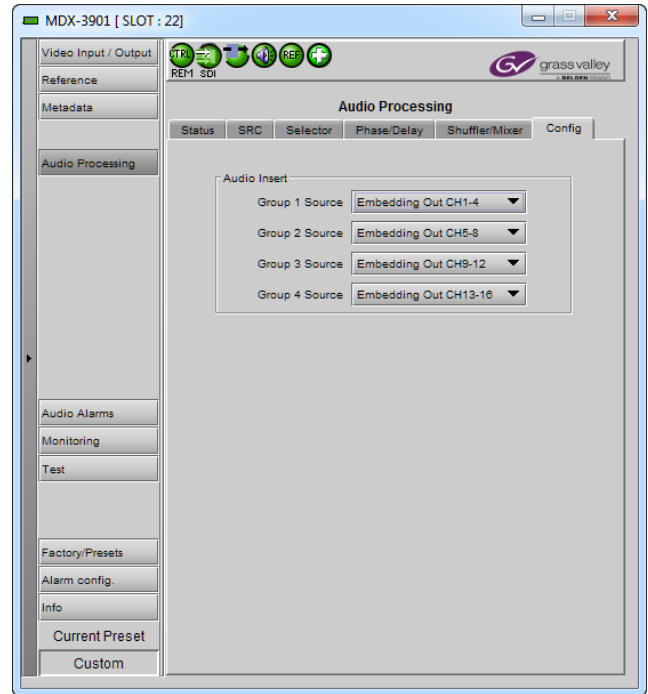 MDX-3901 [ SLOT : 22]
Video Input / Output
Reference
Metadata
Audio Processing
Audio Alarms
Monitoring
Test
Factory/Presets
Alarm config.
Info
Current Preset
Custom
CTRL
REF
REM SDI
GV grass valley
A BELDEN BRAND
Audio Processing
Status SRC Selector Phase/Delay Shuffler/Mixer Config
Audio Insert
Group 1 Source Embedding Out CH1-4
Group 2 Source Embedding Out CH5-8
Group 3 Source Embedding Out CH9-12
Group 4 Source Embedding Out CH13-16